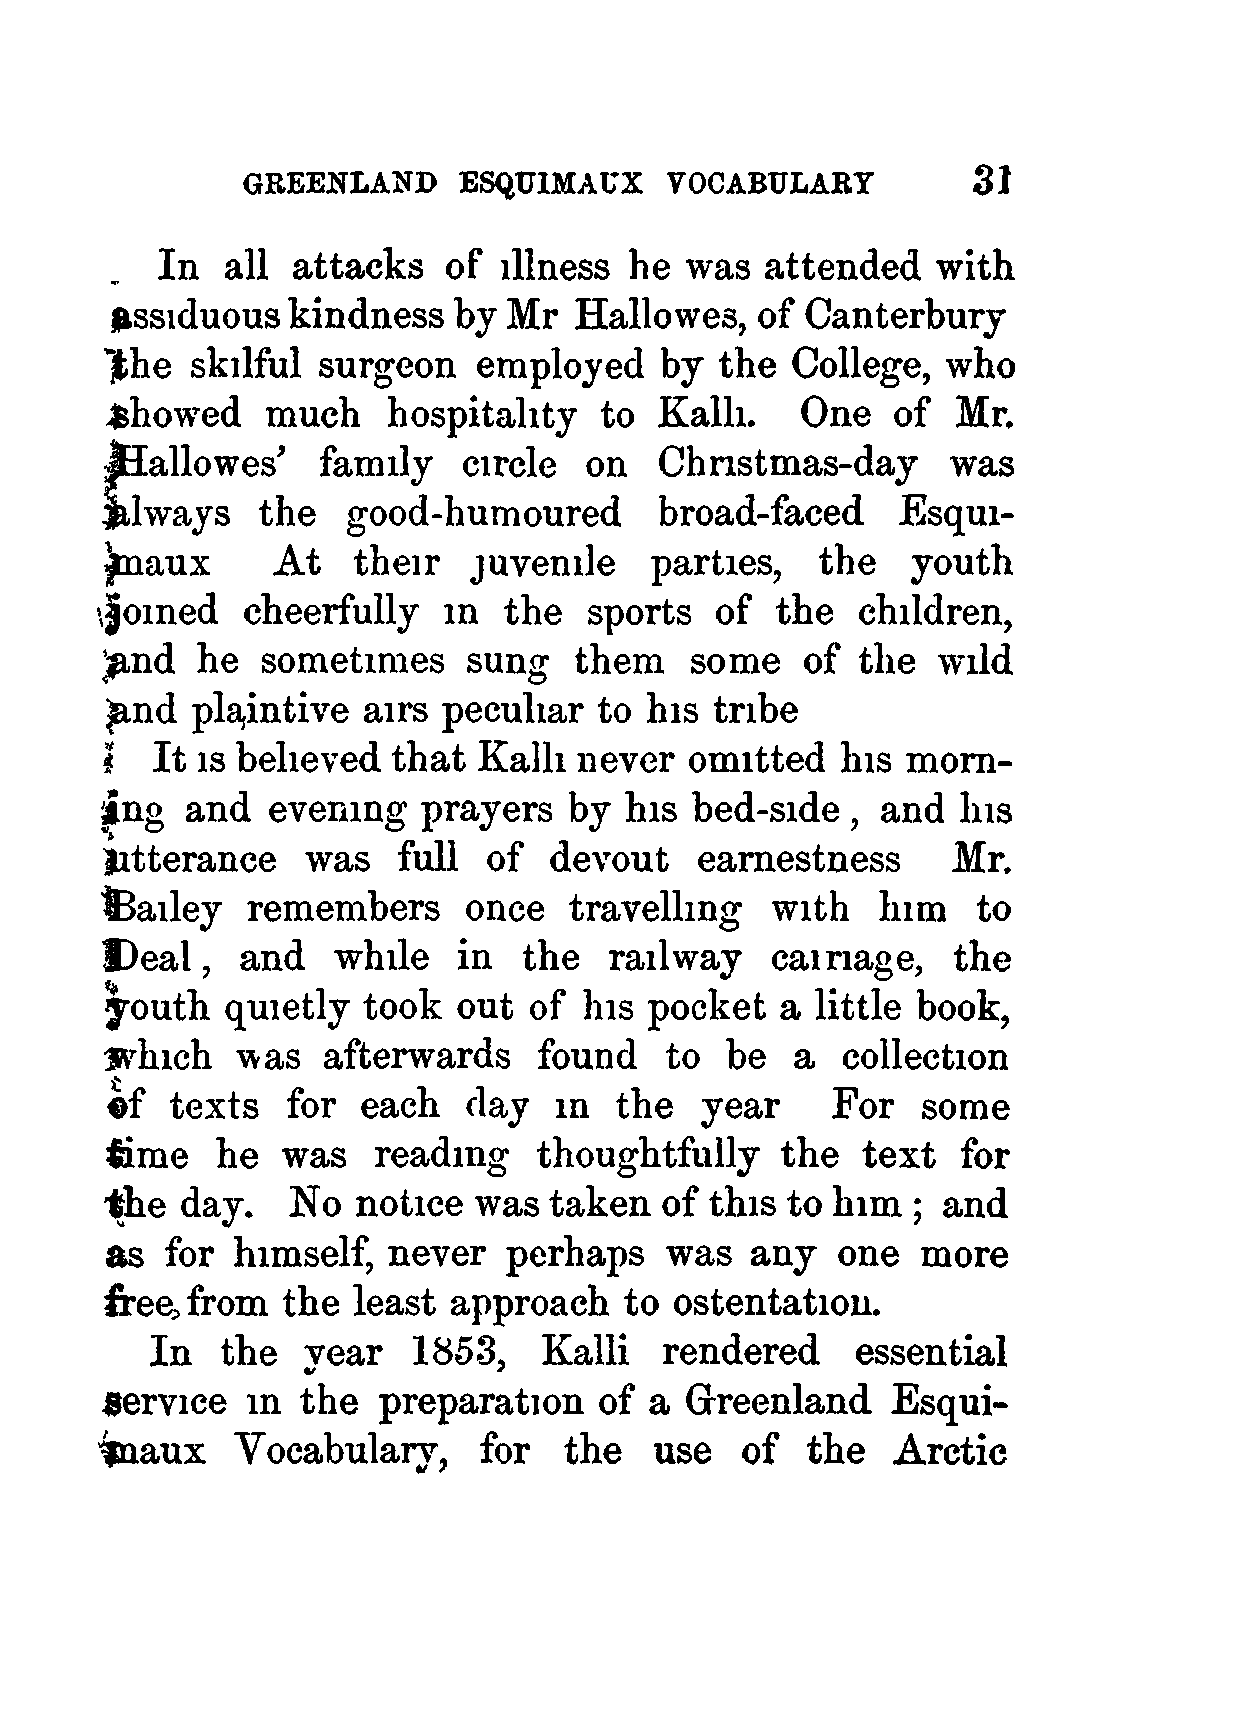 GREENLAND ESQUIMAUX VOCABULARY 31
In all attacks of illness he was attended with
assiduous kindness by Mr Hallowes, of Canterbury
the skilful surgeon employed by the College, who
showed much hospitality to Kalli. One of Mr.
Hallowes' family circle on Christmas-day was
always the good-humoured broad-faced Esqui-
maux At their juvenile parties, the youth
joined cheerfully in the sports of the children,
and he sometimes sung them some of the wild
and plaintive airs peculiar to his tribe
It is believed that Kalli never omitted his morn-
ing and evening prayers by his bed-side, and his
utterance was full of devout earnestness Mr.
Bailey remembers once travelling with him to
Deal, and while in the railway carriage, the
youth quietly took out of his pocket a little book,
which was afterwards found to be a collection
of texts for each day in the year For some
time he was reading thoughtfully the text for
the day. No notice was taken of this to him; and
as for himself, never perhaps was any one more
free from the least approach to ostentation.
In the year 1853, Kalli rendered essential
service in the preparation of a Greenland Esqui-
maux Vocabulary, for the use of the Arctic